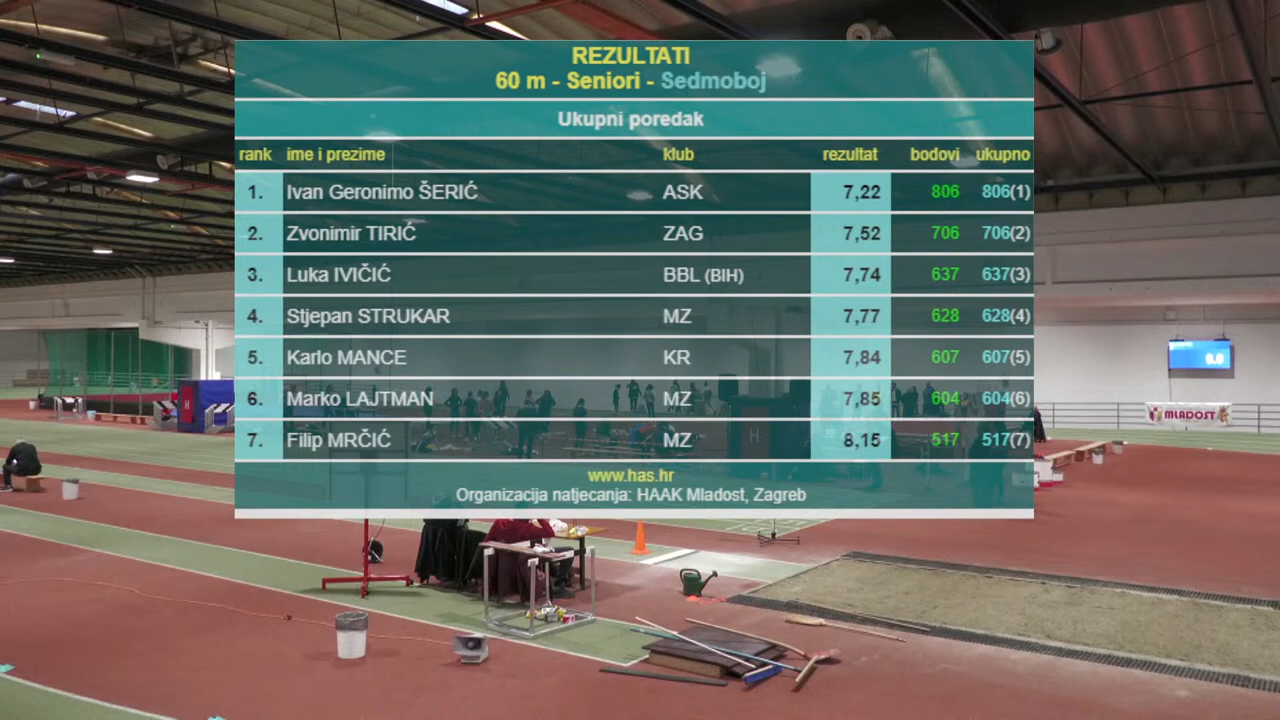 REZULTATI
60 m - Seniori - Sedmoboj
Ukupni poredak
rank ime i prezime klub rezultat bodovi ukupno
1. Ivan Geronimo ŠERIĆ ASK 7,22 806 806(1)
2. Zvonimir TIRIĆ ZAG 7,52 706 706(2)
3. Luka IVIČIĆ BBL (BIH) 7,74 637 637(3)
4. Stjepan STRUKAR MZ 7,77 628 628(4)
5. Karlo MANCE KR 7,84 607 607(5)
6. Marko LAJTMAN MZ 7,85 604 604(6)
7. Filip MRČIĆ MZ 8,15 517 517(7)
www.has.hr
Organizacija natjecanja: HAAK Mladost, Zagreb
0.0
MLADOST
H
H